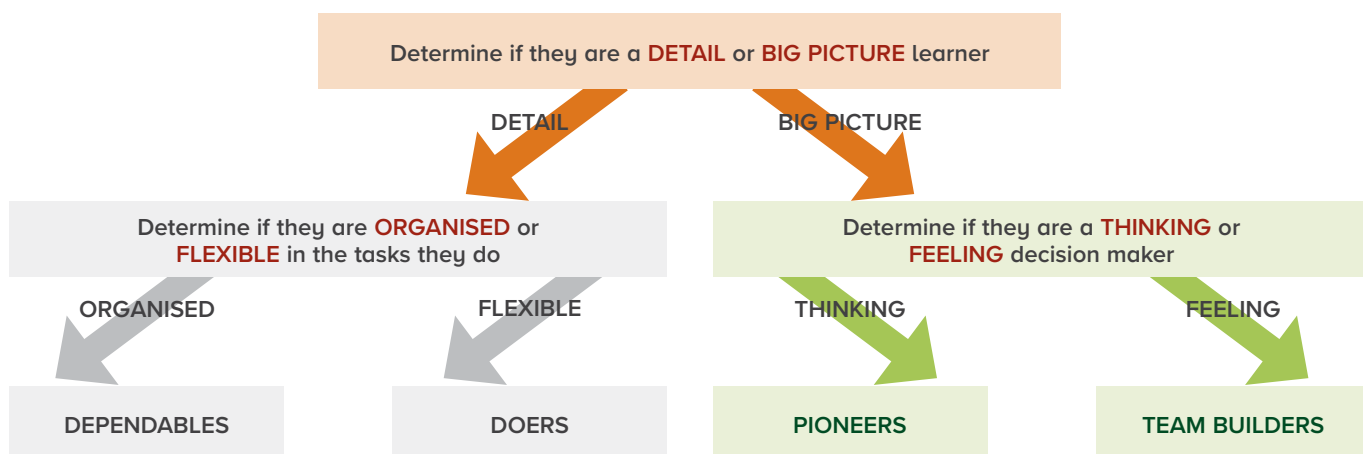 Determine if they are a DETAIL or BIG PICTURE learner
DETAIL
BIG PICTURE
Determine if they are ORGANISED or
FLEXIBLE in the tasks they do
Determine if they are a THINKING or
FEELING decision maker
ORGANISED
FLEXIBLE
THINKING
FEELING
DEPENDABLES
DOERS
PIONEERS
TEAM BUILDERS